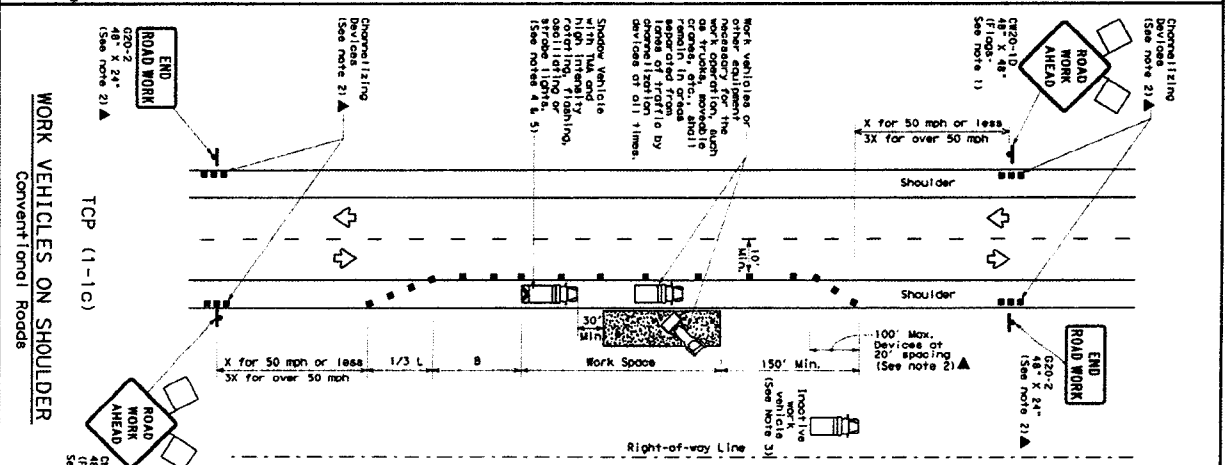 Channelizing
Devices
(See note 2)▲
CW20-1D
48" X 48"
(Flags-
See note 1)
ROAD
WORK
AHEAD
X for 50 mph or less
3X for over 50 mph
Work vehicles or
other equipment
necessary for the
work operation, such
as trucks, moveable
cranes, etc., shall
remain in areas
separated from
lanes of traffic by
channelization
devices at all times.
Shadow Vehicle
with TMA and
high intensity
rotating, flashing,
oscillating or
strobe lights.
(See notes 4 & 5)
Channelizing
Devices
(See note 2)▲
END
ROAD WORK
G20-2
48" X 24"
(See note 2)▲
Shoulder
Shoulder
10'
Min.
30'
Min
X for 50 mph or less
3X for over 50 mph
1/3 L
B
Work Space
150' Min.
100' Max.
Devices at
20' spacing
(See note 2)▲
Inactive
work
vehicle
(See Note 3)
END
ROAD WORK
G20-2
48" X 24"
(See note 2)▲
Right-of-way Line
ROAD
WORK
AHEAD
TCP (1-1c)
WORK VEHICLES ON SHOULDER
Conventional Roads